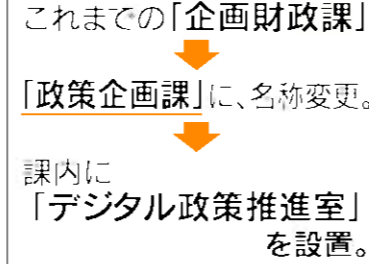 これまでの「企画財政課」
「政策企画課」に、名称変更。
課内に
「デジタル政策推進室」
を設置。